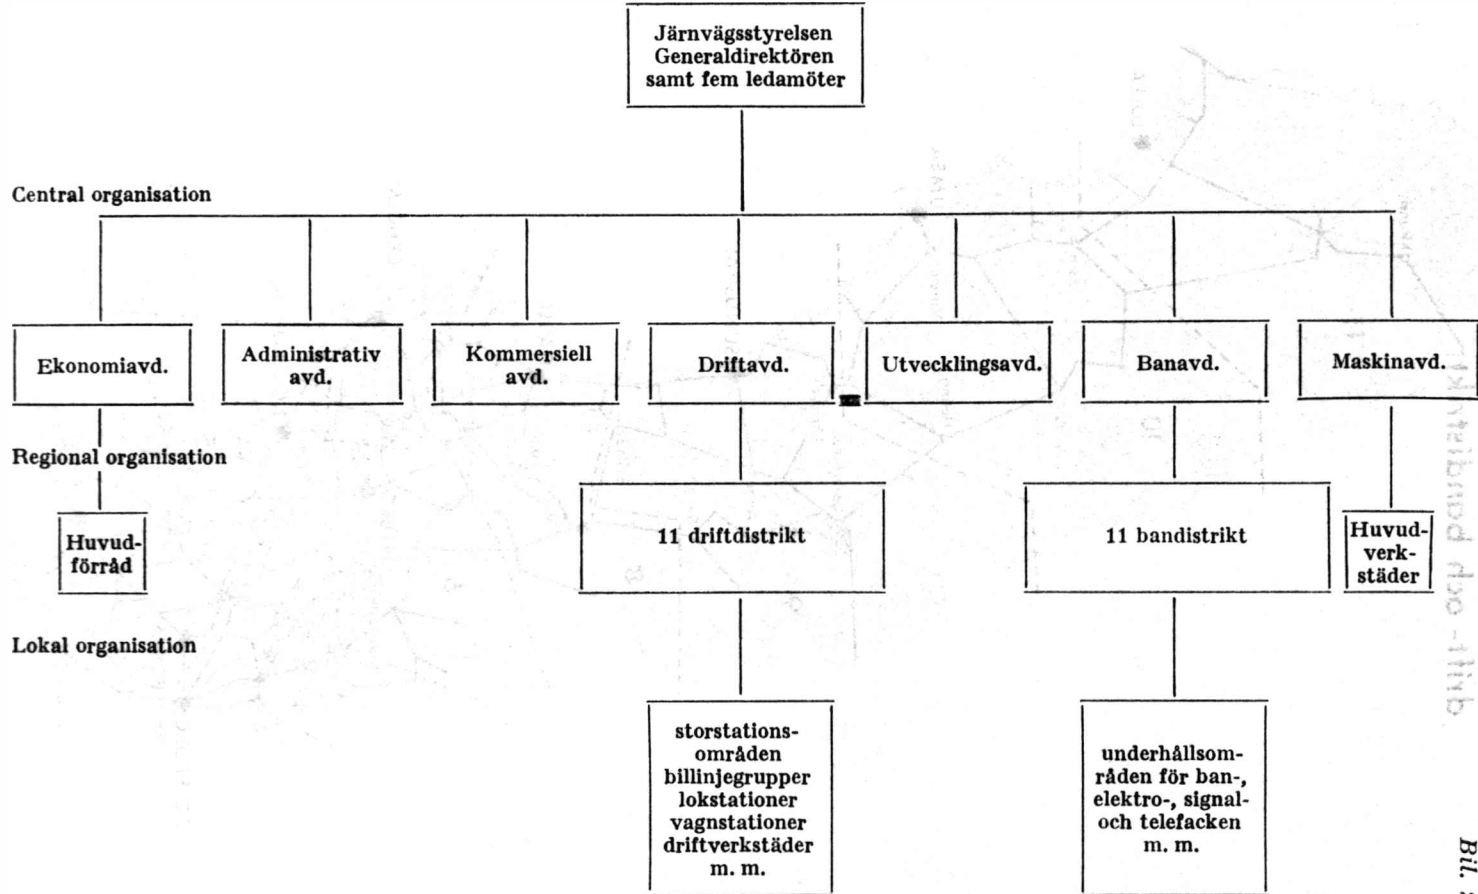 Järnvägsstyrelsen
Generaldirektören
samt fem ledamöter
Central organisation
Ekonomiavd.
Administrativ
avd.
Kommersiell
avd.
Driftavd.
Utvecklingsavd.
Banavd.
Maskinavd.
Regional organisation
Huvud-
förråd
11 driftdistrikt
11 bandistrikt
Huvud-
verk-
städer
Lokal organisation
storstations-
områden
billinjegrupper
lokstationer
vagnstationer
driftverkstäder
m. m.
underhållsom-
råden för ban-,
elektro-, signal-
och telefacken
m. m.
Bil.